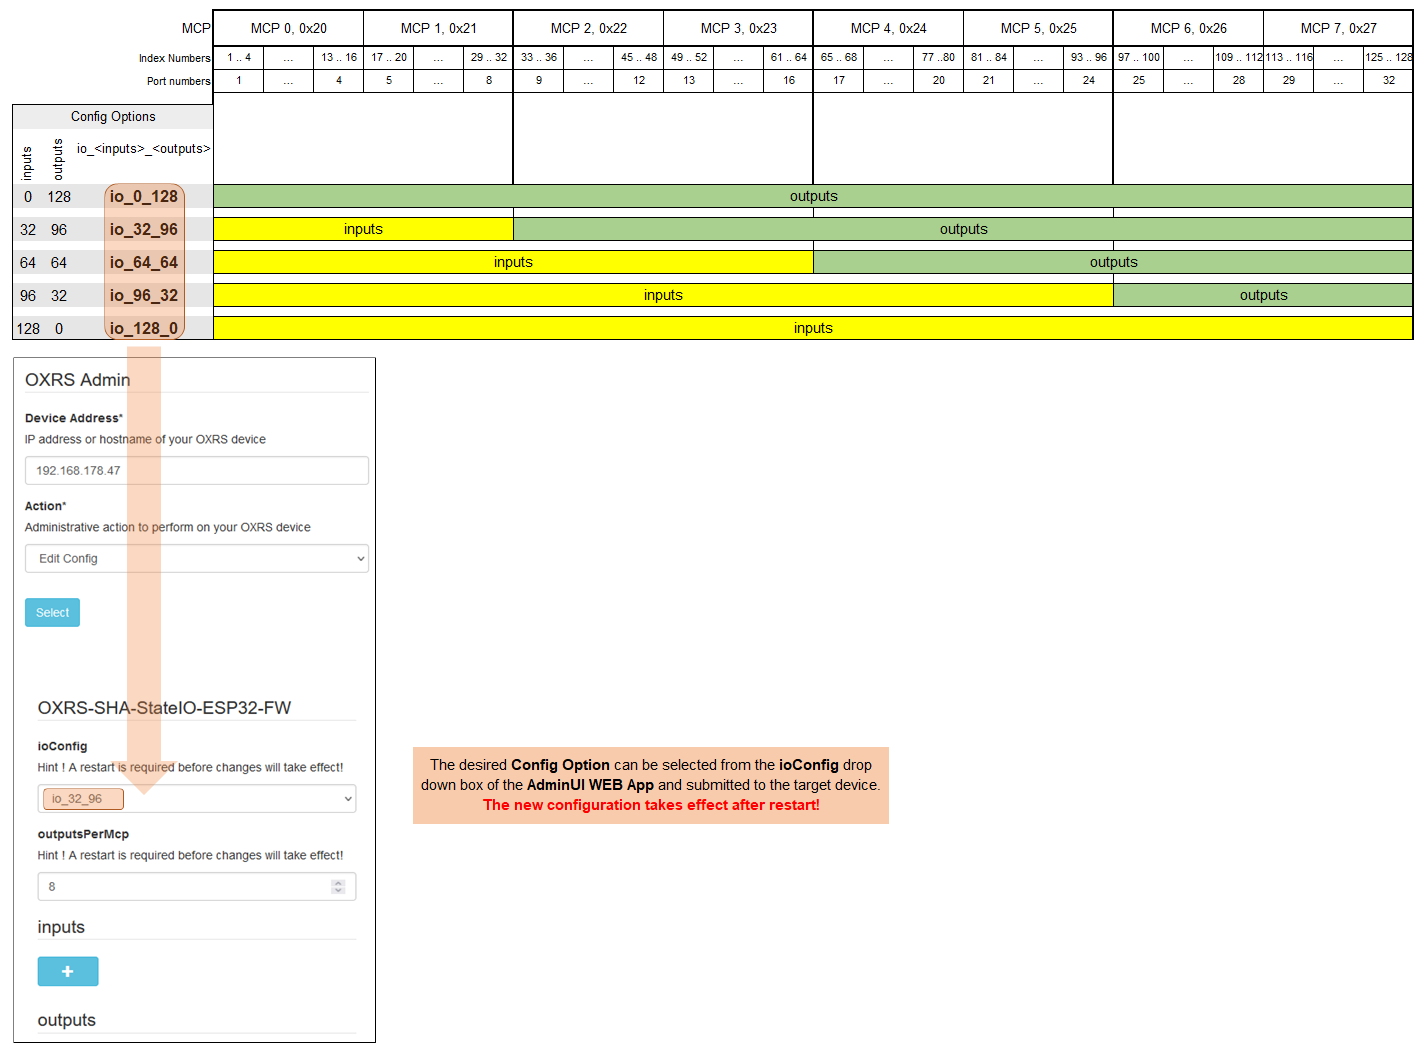 MCP MCP 0, 0x20 MCP 1, 0x21 MCP 2, 0x22 MCP 3, 0x23 MCP 4, 0x24 MCP 5, 0x25 MCP 6, 0x26 MCP 7, 0x27
Index Numbers 1 .. 4 ... 13 .. 16 17 .. 20 ... 29 .. 32 33 .. 36 ... 45 .. 48 49 .. 52 ... 61 .. 64 65 .. 68 ... 77 ..80 81 .. 84 ... 93 .. 96 97 .. 100 ... 109 .. 112 113 .. 116 ... 125 .. 128
Port numbers 1 ... 4 5 ... 8 9 ... 12 13 ... 16 17 ... 20 21 ... 24 25 ... 28 29 ... 32
Config Options
inputs outputs io_<inputs>_<outputs>
0 128 io_0_128 outputs
32 96 io_32_96 inputs outputs
64 64 io_64_64 inputs outputs
96 32 io_96_32 inputs outputs
128 0 io_128_0 inputs
OXRS Admin
Device Address*
IP address or hostname of your OXRS device
192.168.178.47
Action*
Administrative action to perform on your OXRS device
Edit Config
Select
OXRS-SHA-StateIO-ESP32-FW
ioConfig
Hint ! A restart is required before changes will take effect!
io_32_96
outputsPerMcp
Hint ! A restart is required before changes will take effect!
8
inputs
+
outputs
The desired Config Option can be selected from the ioConfig drop
down box of the AdminUI WEB App and submitted to the target device.
The new configuration takes effect after restart!